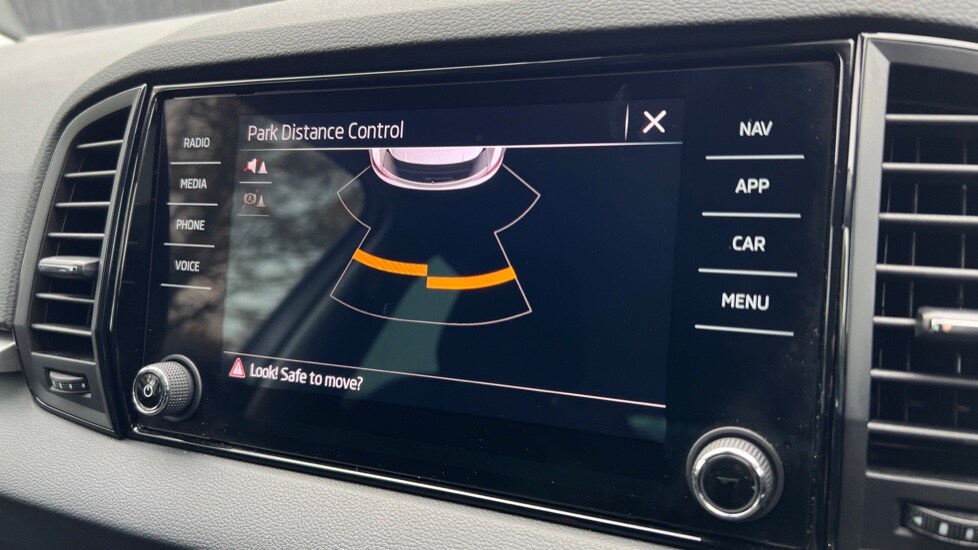 Park Distance Control
RADIO
MEDIA
PHONE
VOICE
NAV
APP
CAR
MENU
Look! Safe to move?